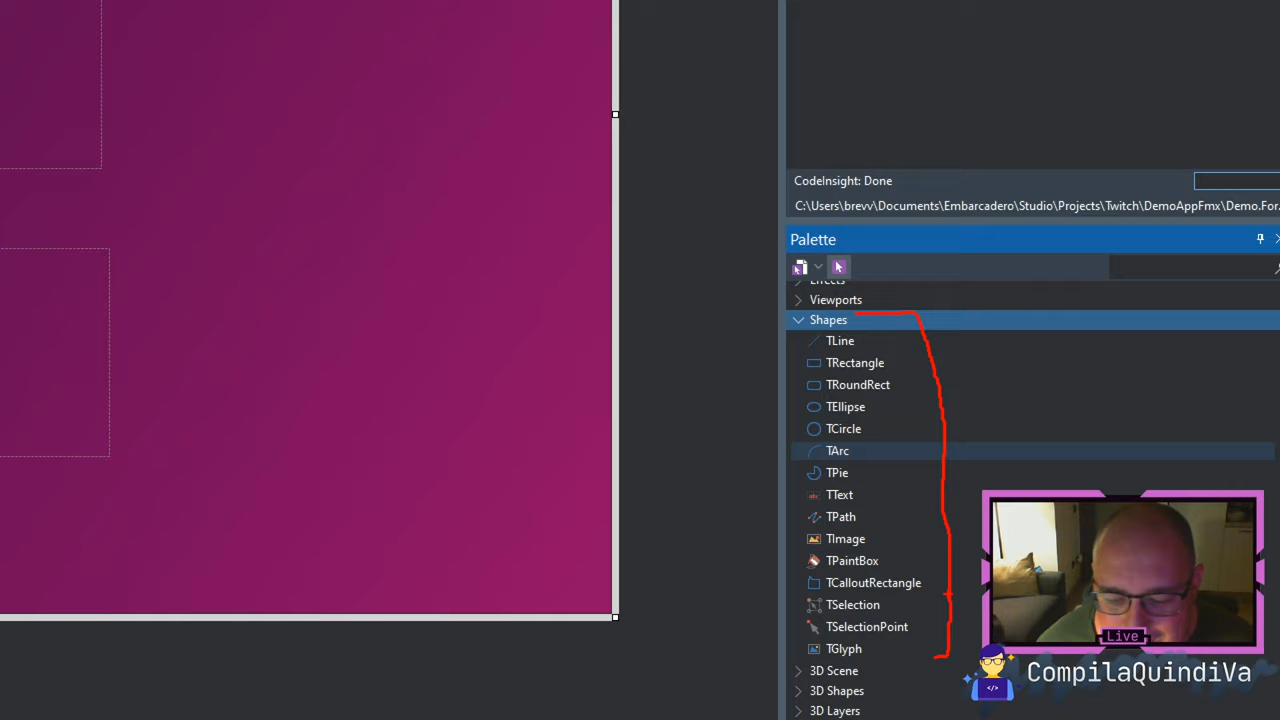 CodeInsight: Done
C:\Users\brevv\Documents\Embarcadero\Studio\Projects\Twitch\DemoAppFmx\Demo.For...
Palette
Effects
Viewports
Shapes
TLine
TRectangle
TRoundRect
TEllipse
TCircle
TArc
TPie
abc TText
TPath
TImage
TPaintBox
TCalloutRectangle
TSelection
TSelectionPoint
TGlyph
3D Scene
3D Shapes
3D Layers
Live
</> CompilaQuindiVa